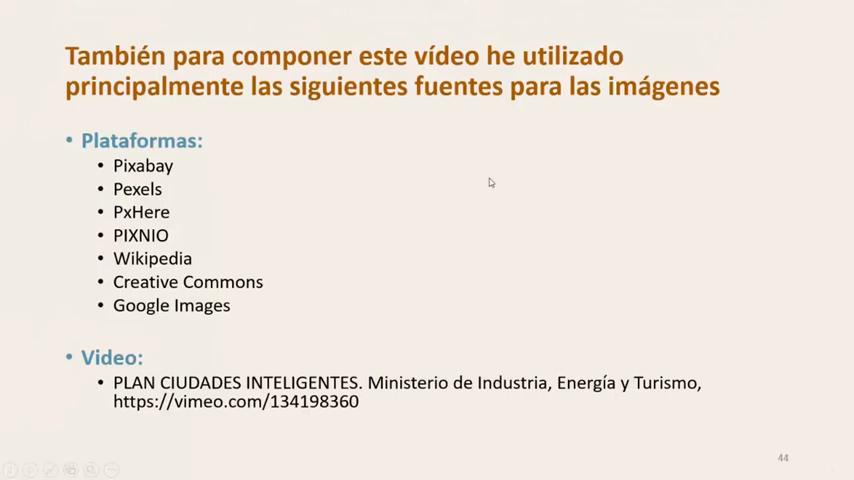 También para componer este vídeo he utilizado
principalmente las siguientes fuentes para las imágenes
• Plataformas:
• Pixabay
• Pexels
• PxHere
• PIXNIO
• Wikipedia
• Creative Commons
• Google Images
• Video:
• PLAN CIUDADES INTELIGENTES. Ministerio de Industria, Energía y Turismo,
https://vimeo.com/134198360
44